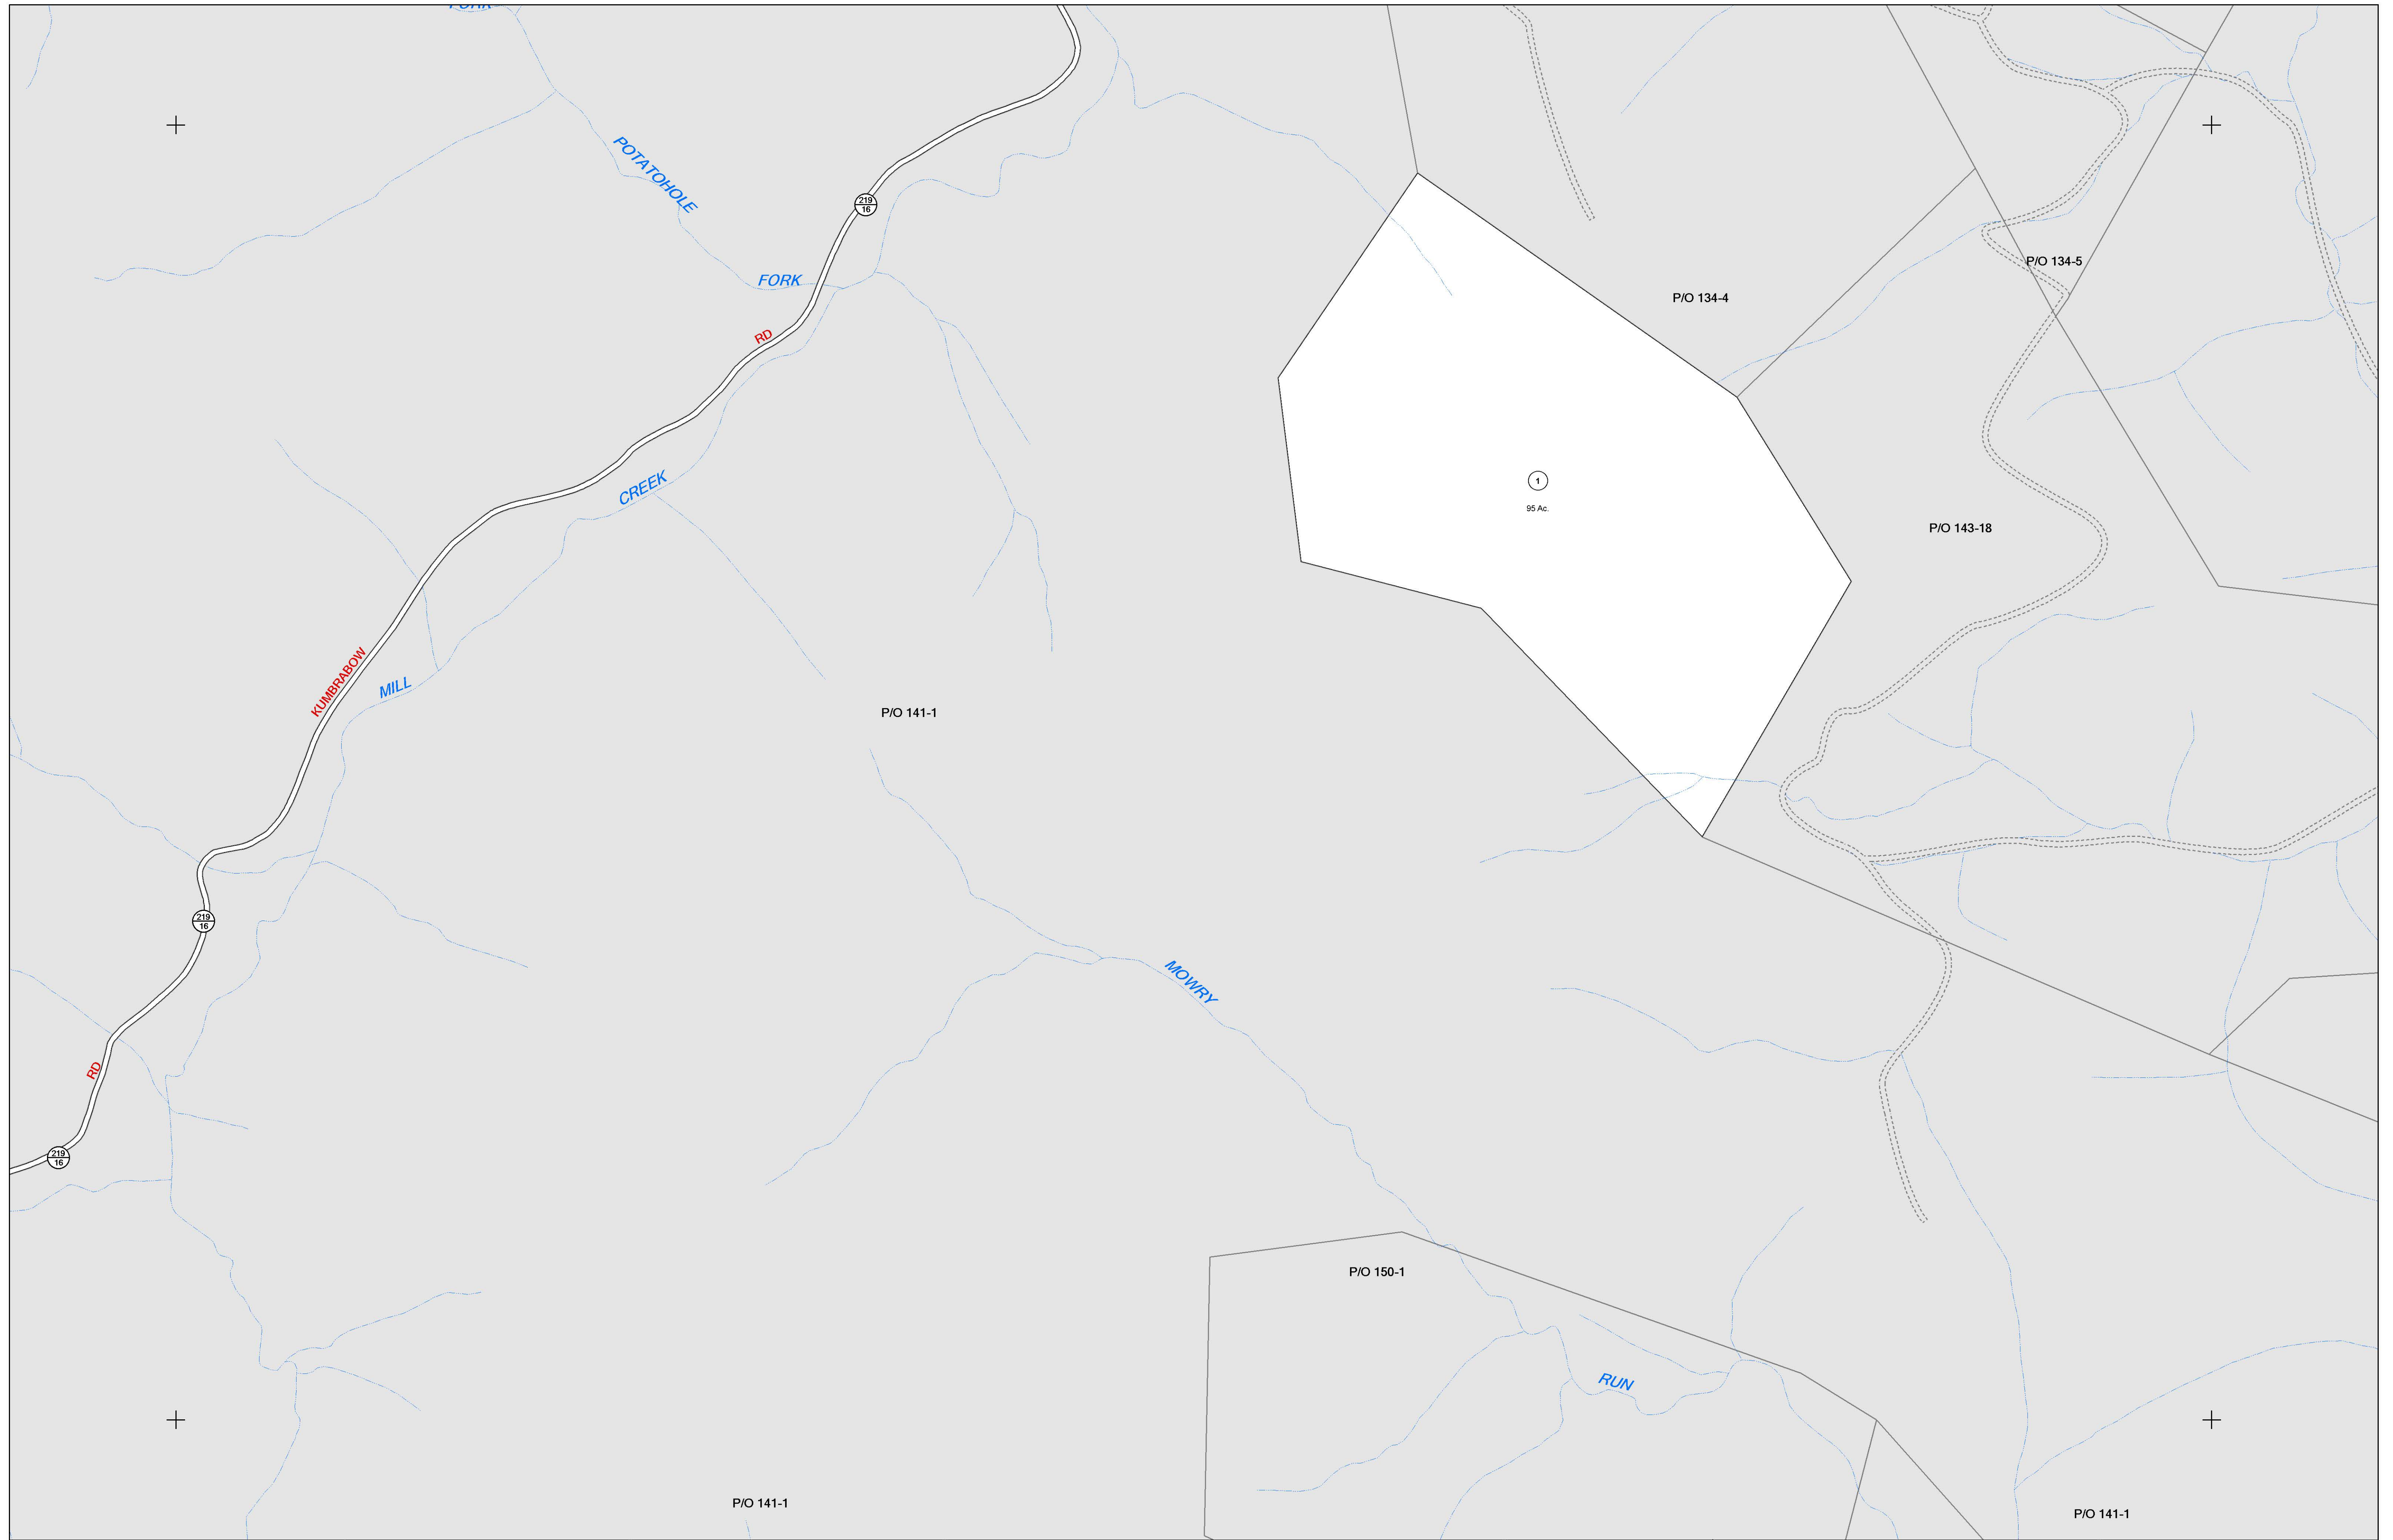 FORK
POTATOHOLE
219
16
FORK
P/O 134-5
P/O 134-4
RD
1
CREEK
95 Ac.
P/O 143-18
KUMBRABOW
MILL
P/O 141-1
219
16
MOWRY
RD
219
16
P/O 150-1
RUN
P/O 141-1
P/O 141-1